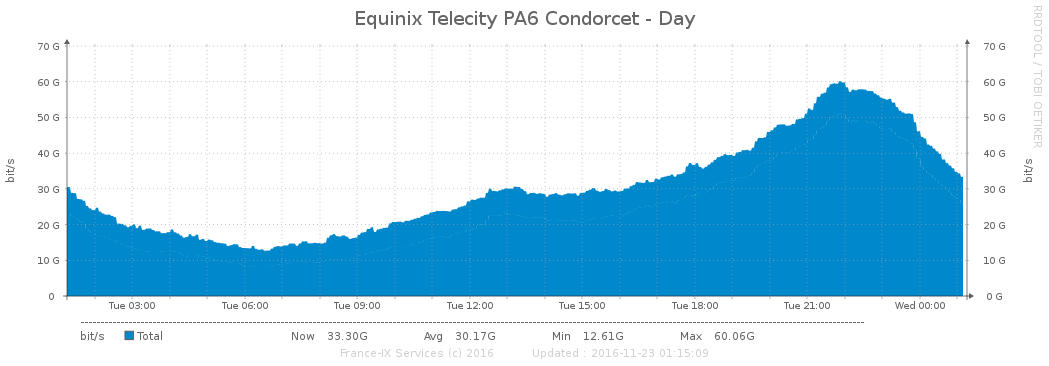 Equinix Telecity PA6 Condorcet - Day
RRDTOOL / TOBI OETIKER
bit/s
70 G
60 G
50 G
40 G
30 G
20 G
10 G
0
70 G
60 G
50 G
40 G
30 G
20 G
10 G
0 G
bit/s
Tue 03:00 Tue 06:00 Tue 09:00 Tue 12:00 Tue 15:00 Tue 18:00 Tue 21:00 Wed 00:00
bit/s Total Now 33.30G Avg 30.17G Min 12.61G Max 60.06G
France-IX Services (c) 2016 Updated : 2016-11-23 01:15:09